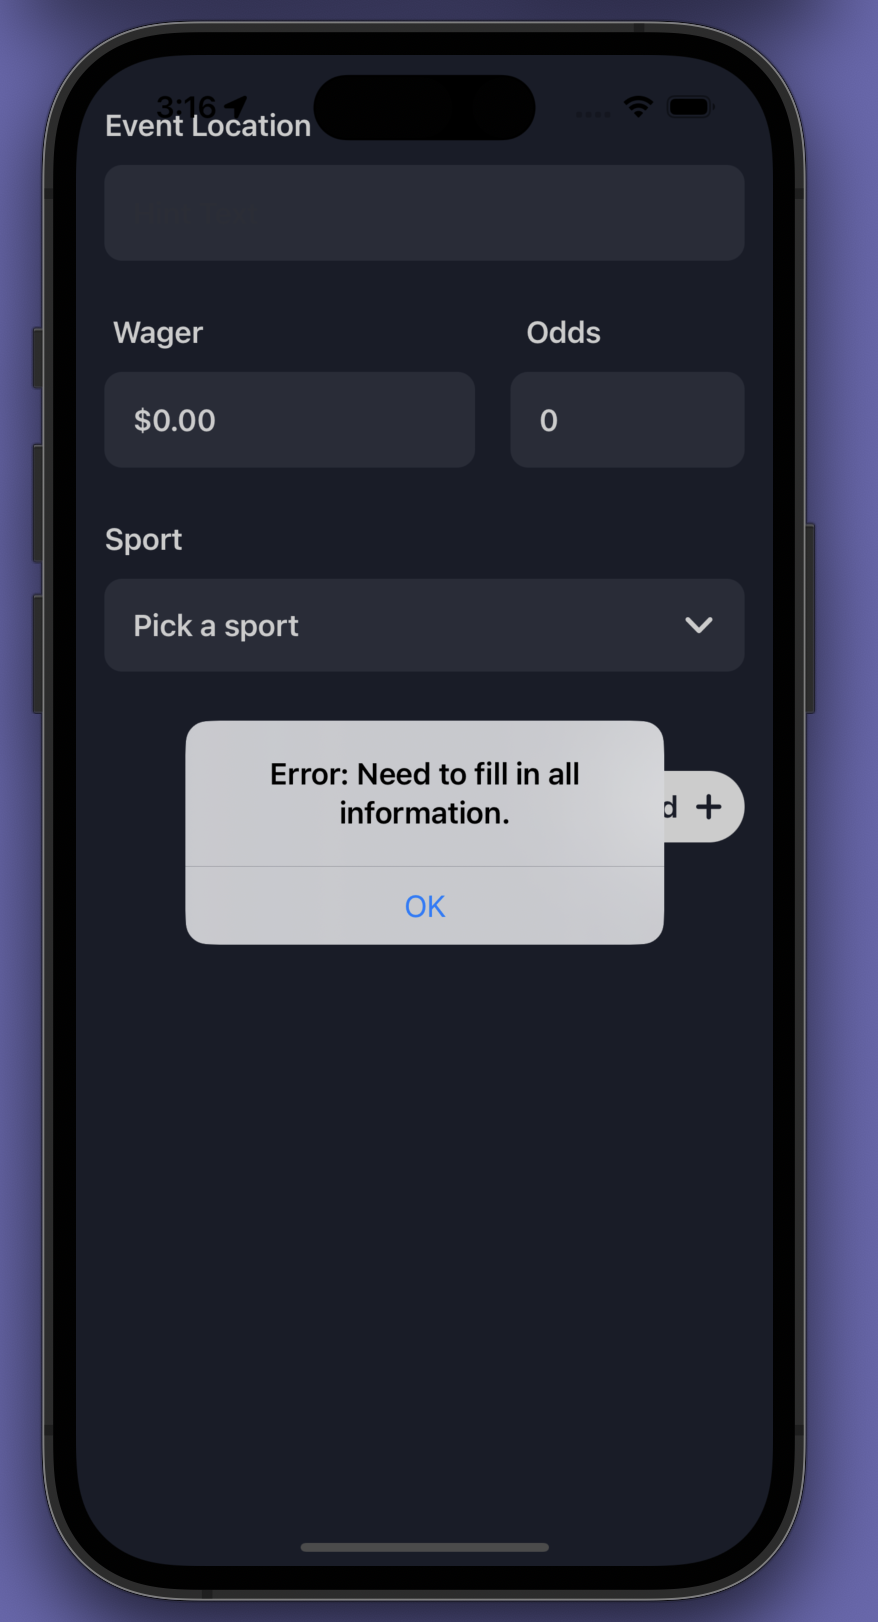 3:16
Event Location
Wager
Odds
$0.00
0
Sport
Pick a sport
Error: Need to fill in all
information.
d +
OK